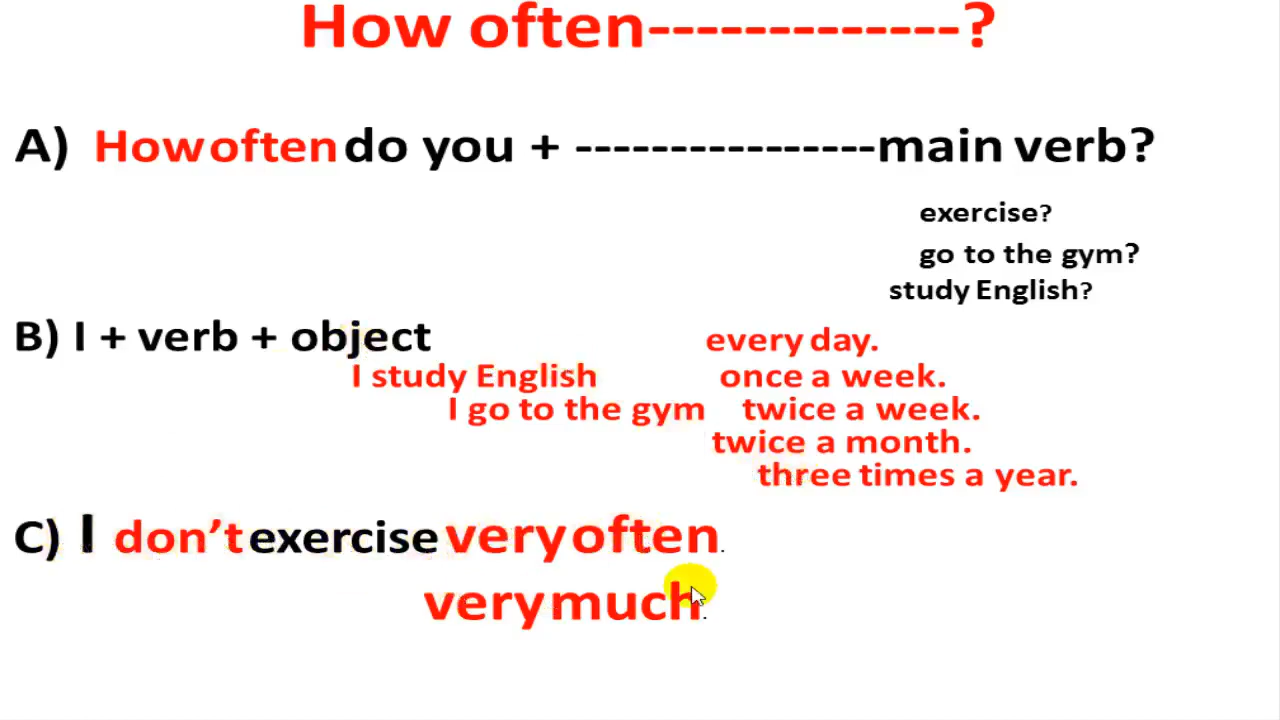 How often-------------?
A) How often do you + ----------------main verb?
exercise?
go to the gym?
study English?
B) I + verb + object every day.
I study English once a week.
I go to the gym twice a week.
twice a month.
three times a year.
C) I don’t exercise very often.
very much.